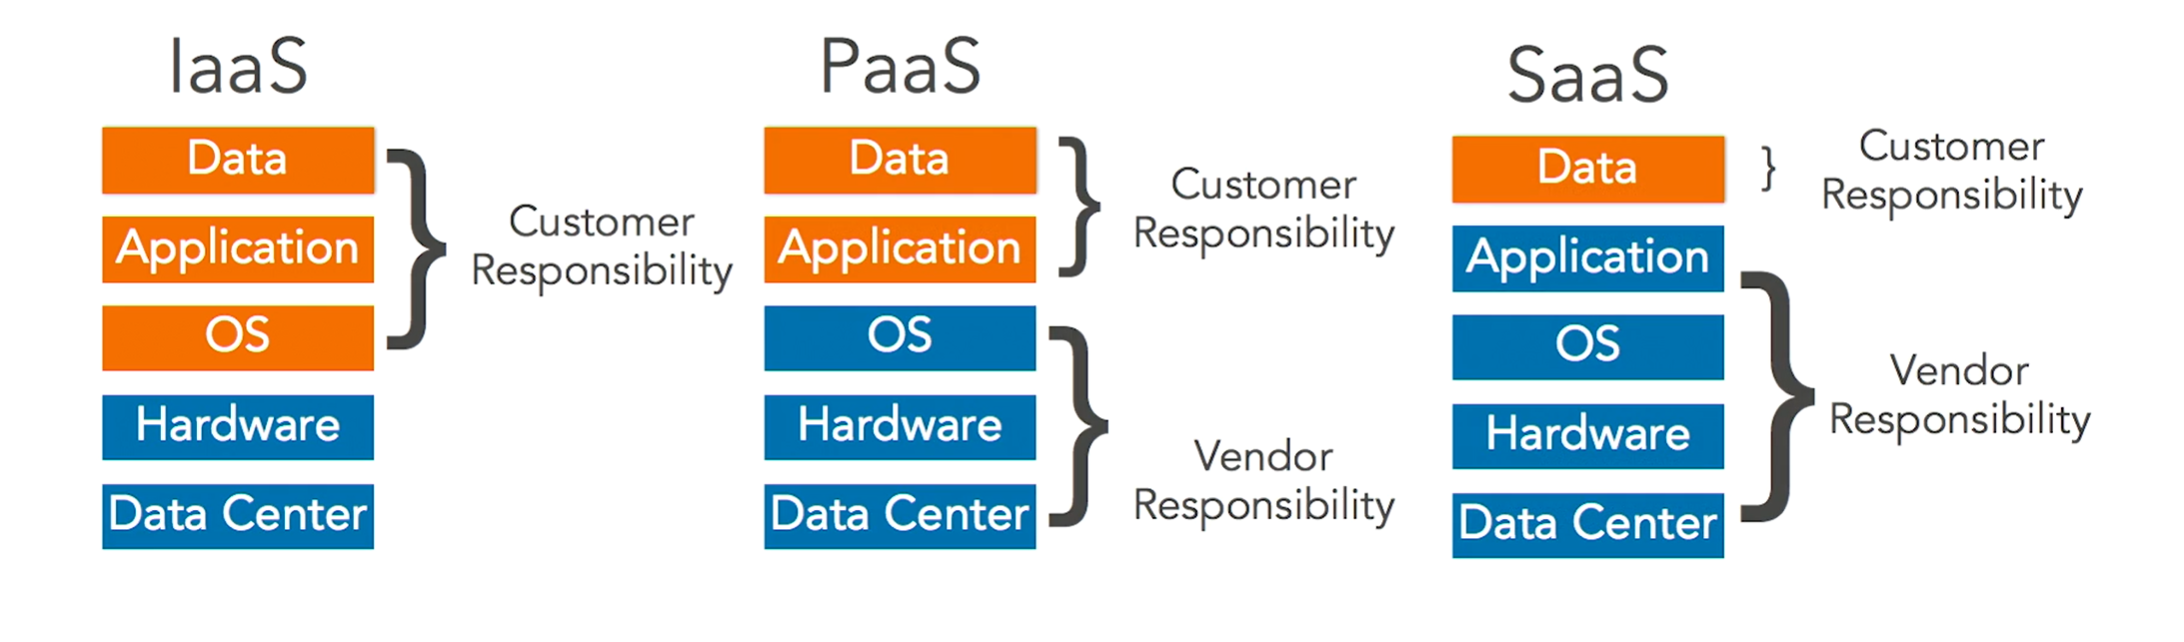 IaaS
Data
Application
OS
Hardware
Data Center
Customer
Responsibility
PaaS
Data
Application
OS
Hardware
Data Center
Customer
Responsibility
Vendor
Responsibility
SaaS
Data
Application
OS
Hardware
Data Center
Customer
Responsibility
Vendor
Responsibility